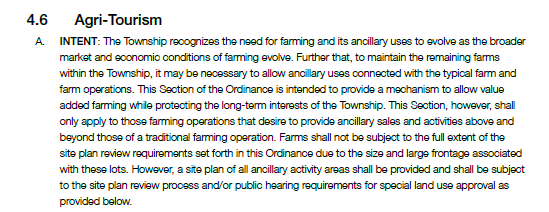 4.6 Agri-Tourism
A. INTENT: The Township recognizes the need for farming and its ancillary uses to evolve as the broader
market and economic conditions of farming evolve. Further that, to maintain the remaining farms
within the Township, it may be necessary to allow ancillary uses connected with the typical farm and
farm operations. This Section of the Ordinance is intended to provide a mechanism to allow value
added farming while protecting the long-term interests of the Township. This Section, however, shall
only apply to those farming operations that desire to provide ancillary sales and activities above and
beyond those of a traditional farming operation. Farms shall not be subject to the full extent of the
site plan review requirements set forth in this Ordinance due to the size and large frontage associated
with these lots. However, a site plan of all ancillary activity areas shall be provided and shall be subject
to the site plan review process and/or public hearing requirements for special land use approval as
provided below.